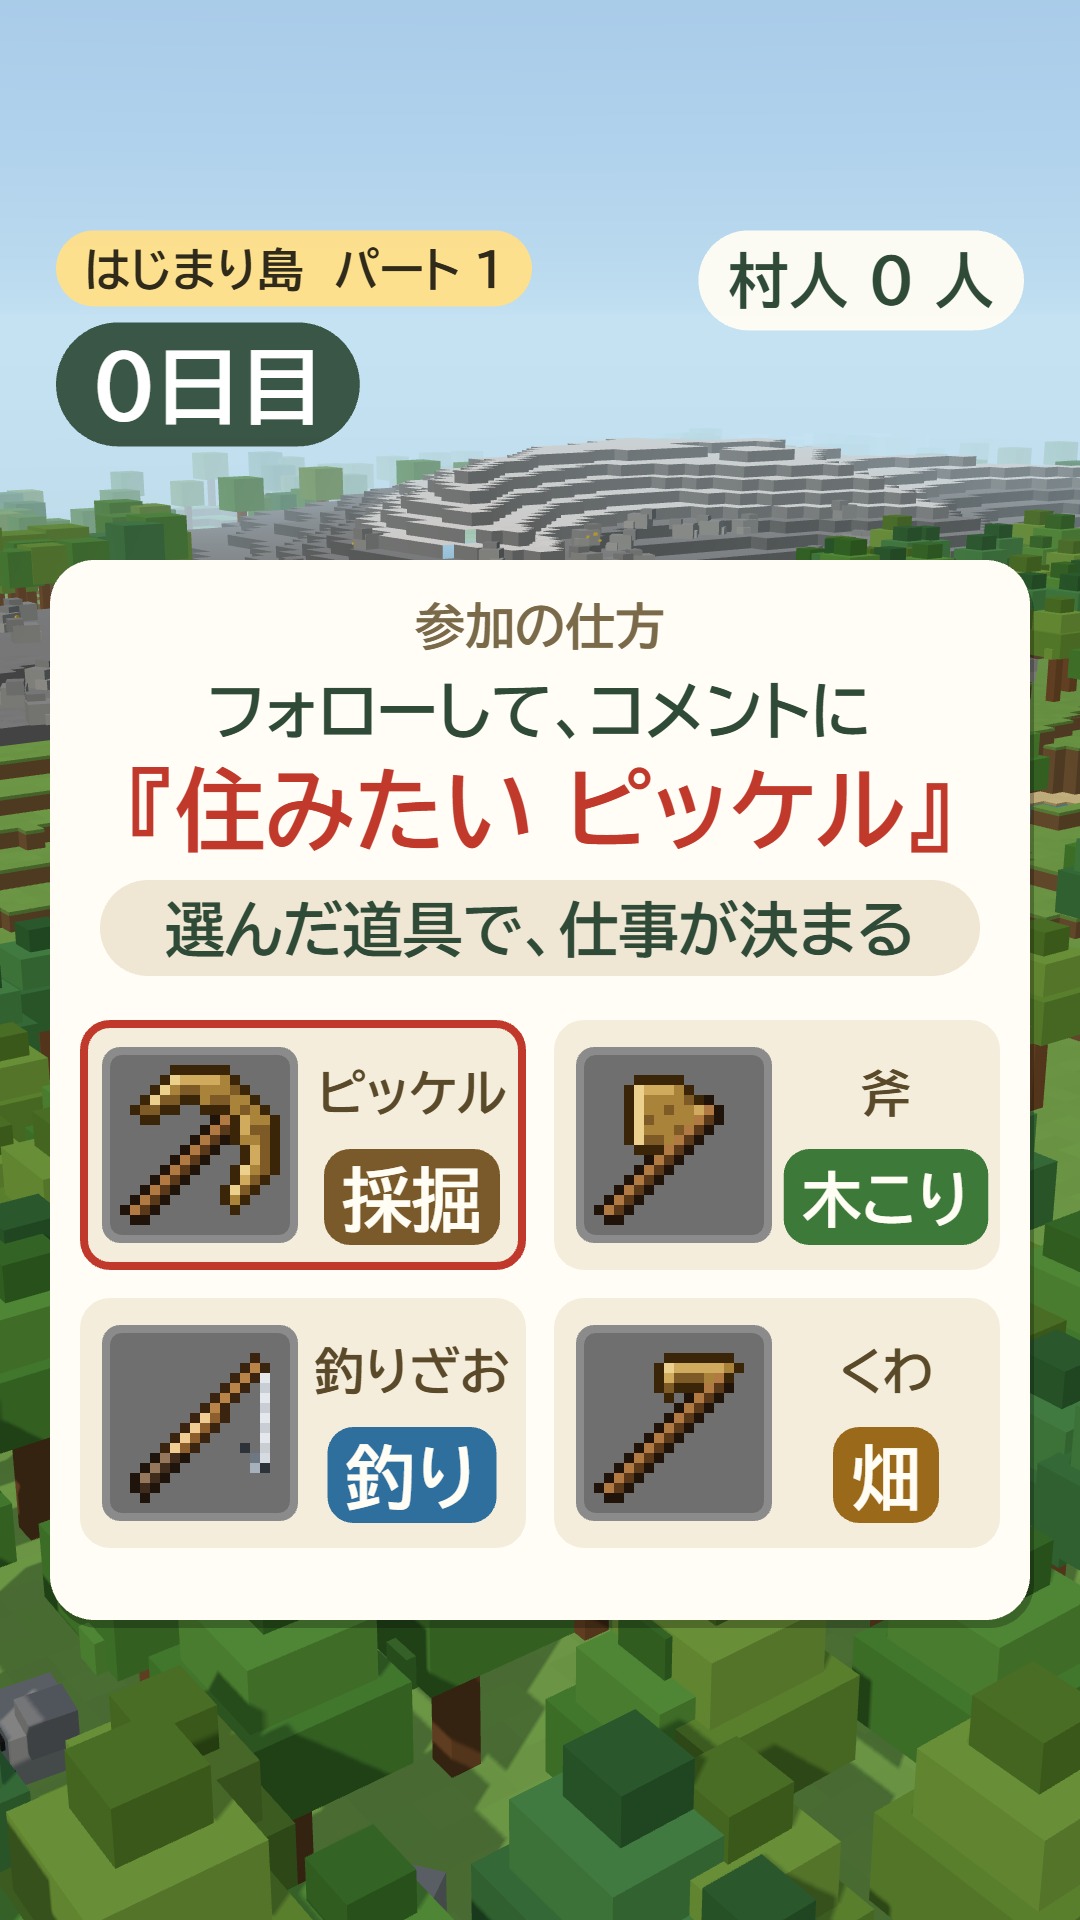 はじまり島 パート 1
村人 0 人
0日目
参加の仕方
フォローして、コメントに
『住みたい ピッケル』
選んだ道具で、仕事が決まる
ピッケル
採掘
斧
木こり
釣りざお
釣り
くわ
畑